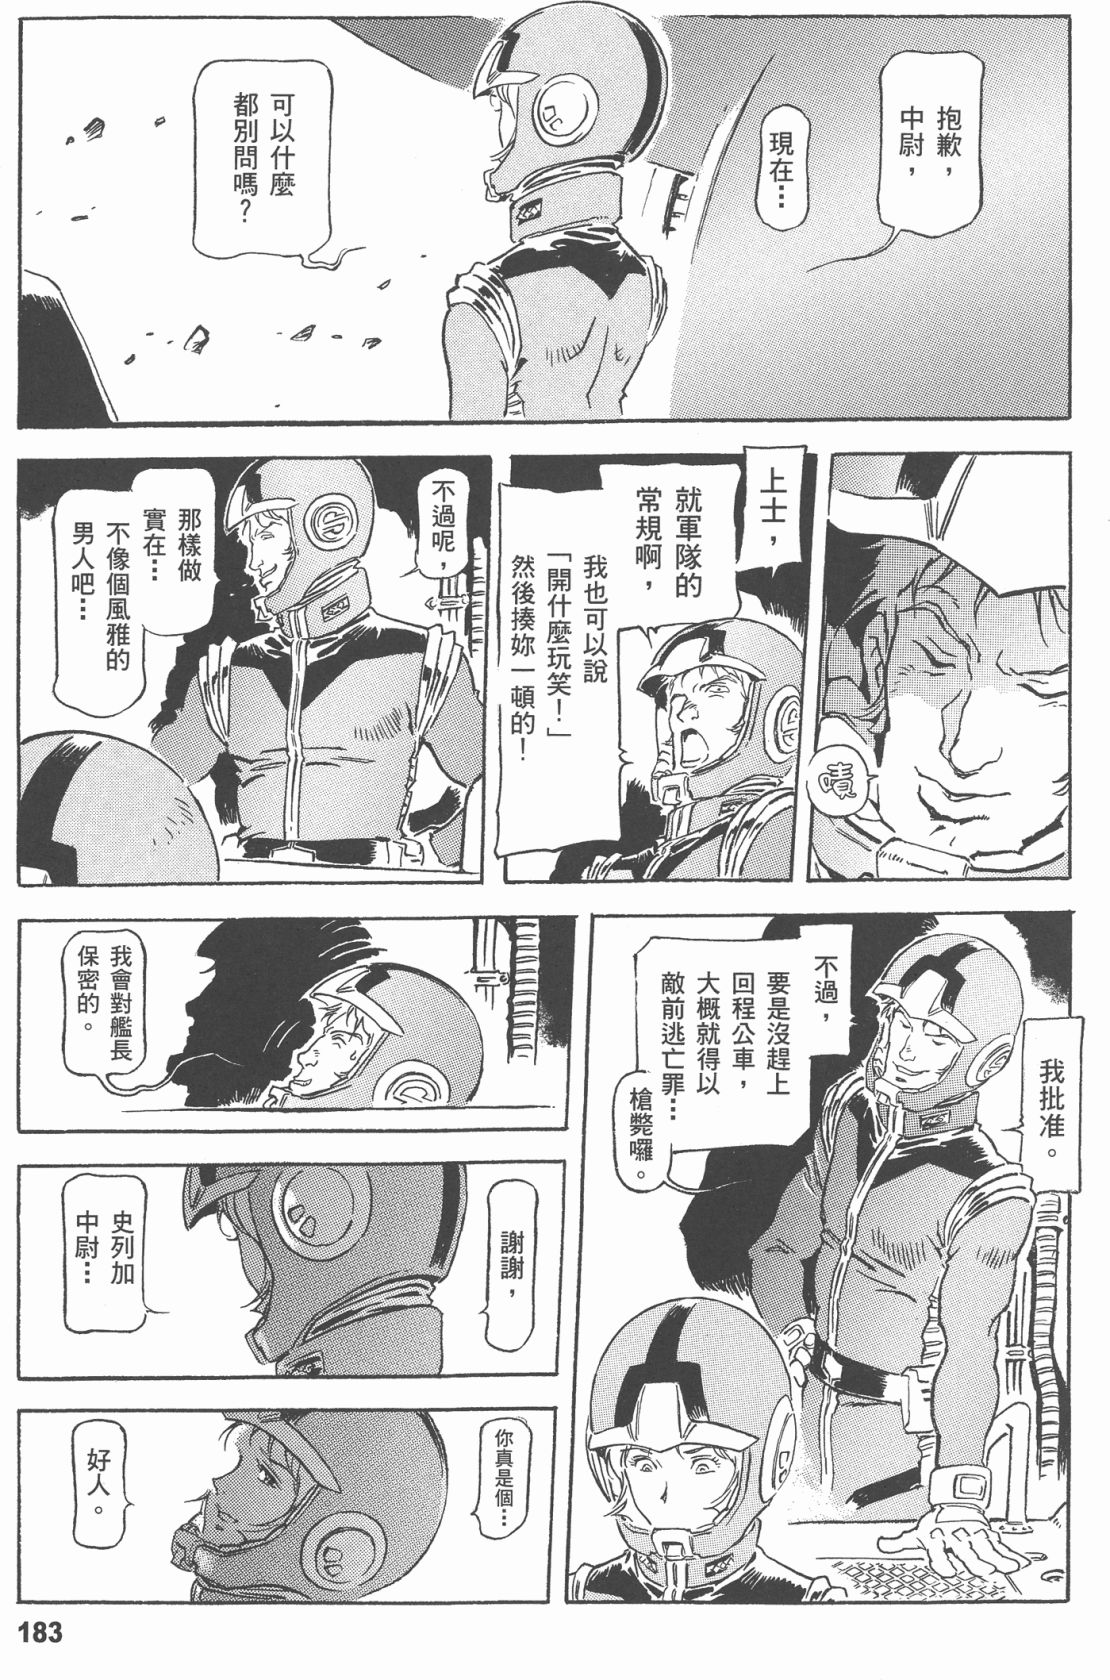 抱歉，
中尉，
現在…
可以什麼
都別問嗎？
嘖
上士，
就軍隊的
常規啊，
我也可以說
「開什麼玩笑！」
然後揍妳一頓的！
不過呢，
那樣做
實在…
不像個風雅的
男人吧…
我批准。
不過，
要是沒趕上
回程公車，
大概就得以
敵前逃亡罪…
槍斃囉。
我會對艦長
保密的。
謝謝，
史列加
中尉…
你真是個…
好人。
183